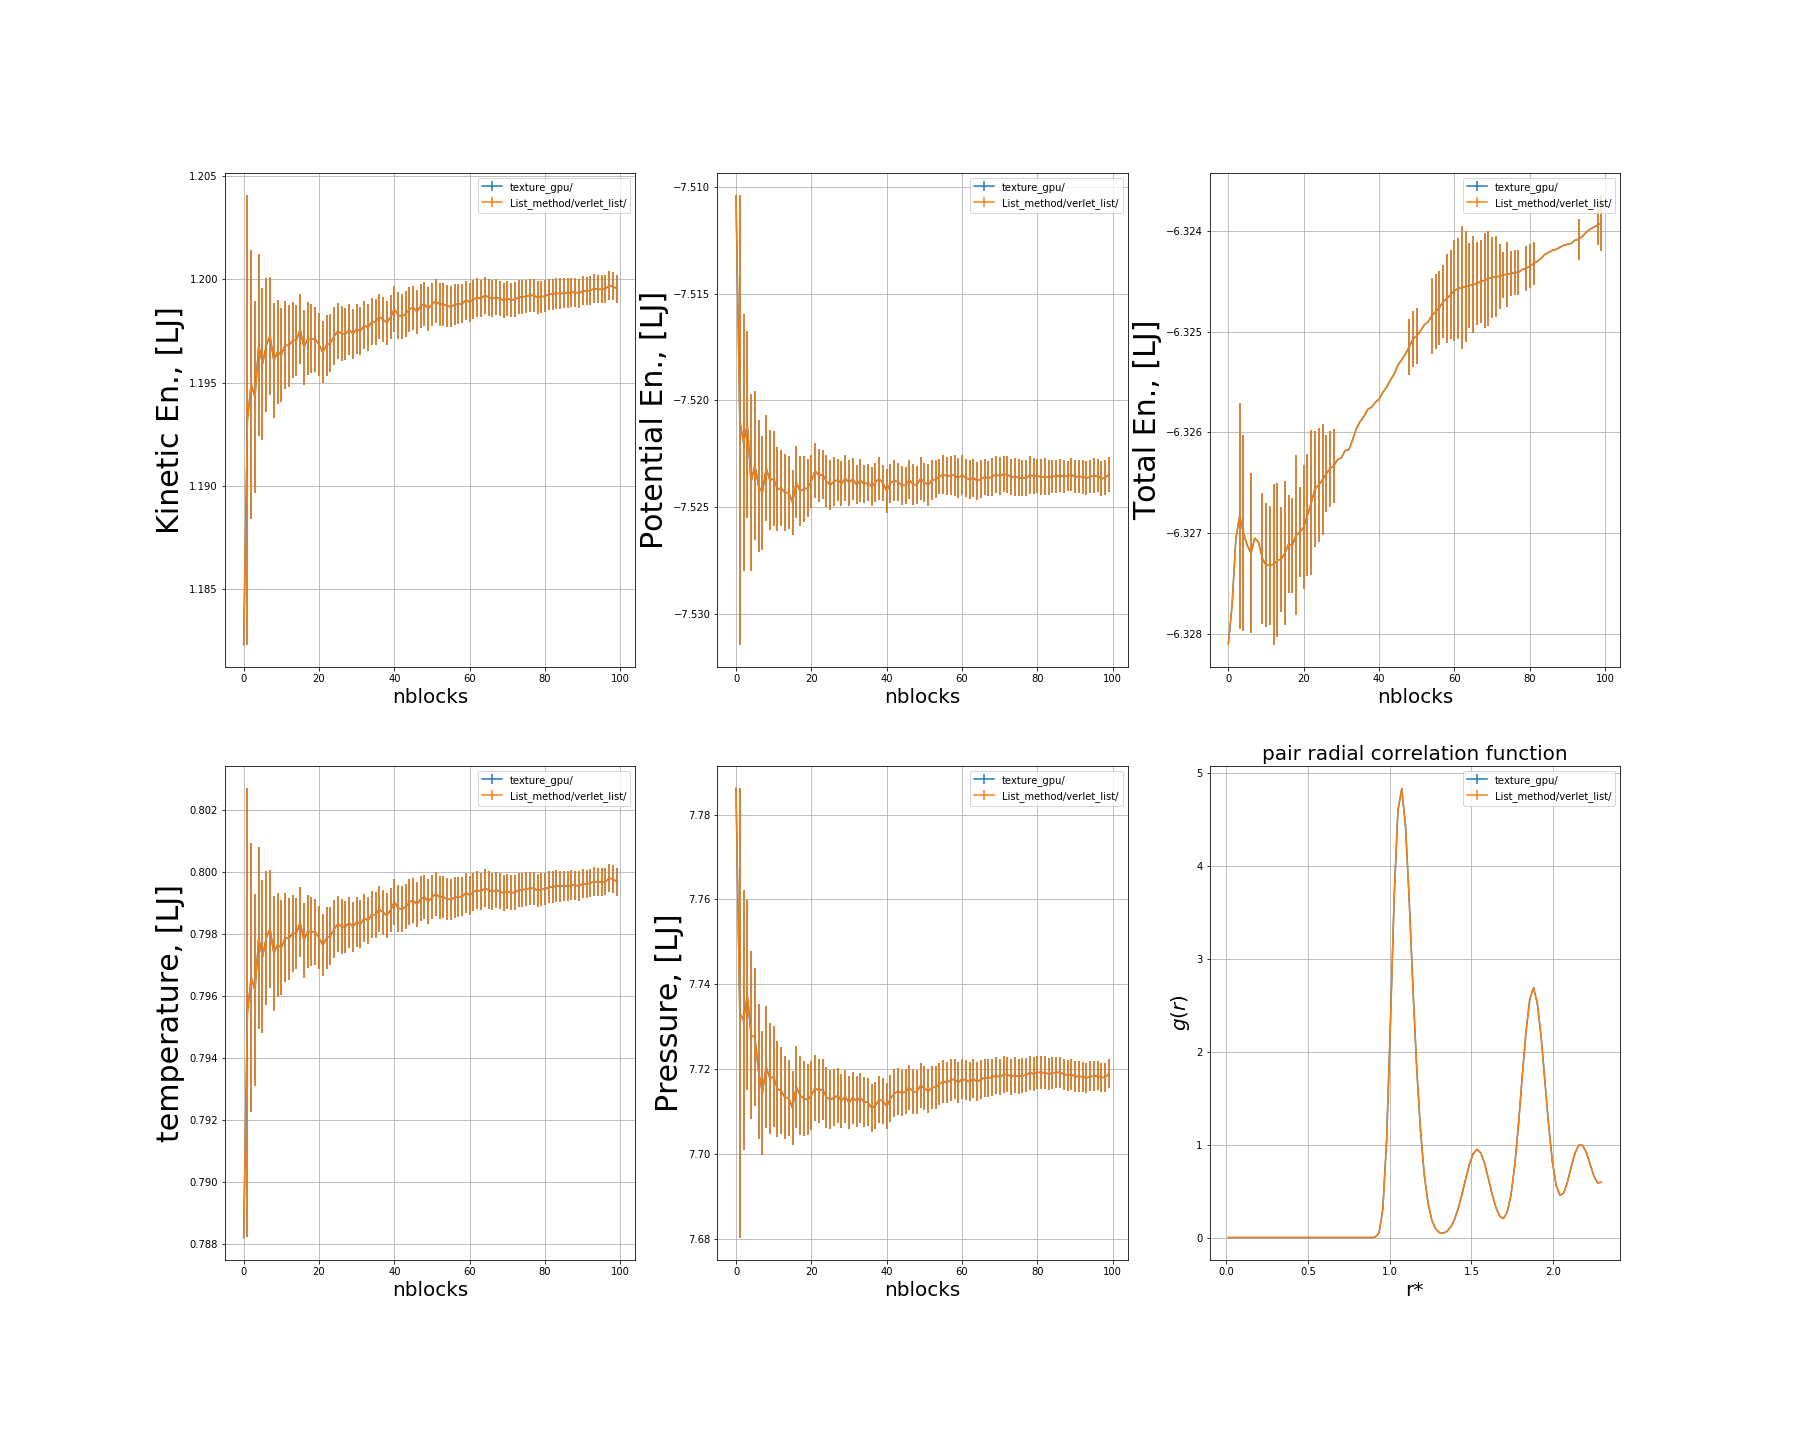 texture_gpu/
List_method/verlet_list/
Kinetic En., [LJ]
1.205
1.200
1.195
1.190
1.185
0 20 40 60 80 100
nblocks
texture_gpu/
List_method/verlet_list/
Potential En., [LJ]
−7.510
−7.515
−7.520
−7.525
−7.530
0 20 40 60 80 100
nblocks
texture_gpu/
List_method/verlet_list/
Total En., [LJ]
−6.324
−6.325
−6.326
−6.327
−6.328
0 20 40 60 80 100
nblocks
texture_gpu/
List_method/verlet_list/
temperature, [LJ]
0.802
0.800
0.798
0.796
0.794
0.792
0.790
0.788
0 20 40 60 80 100
nblocks
texture_gpu/
List_method/verlet_list/
Pressure, [LJ]
7.78
7.76
7.74
7.72
7.70
7.68
0 20 40 60 80 100
nblocks
pair radial correlation function
texture_gpu/
List_method/verlet_list/
g(r)
5
4
3
2
1
0
0.0 0.5 1.0 1.5 2.0
r*